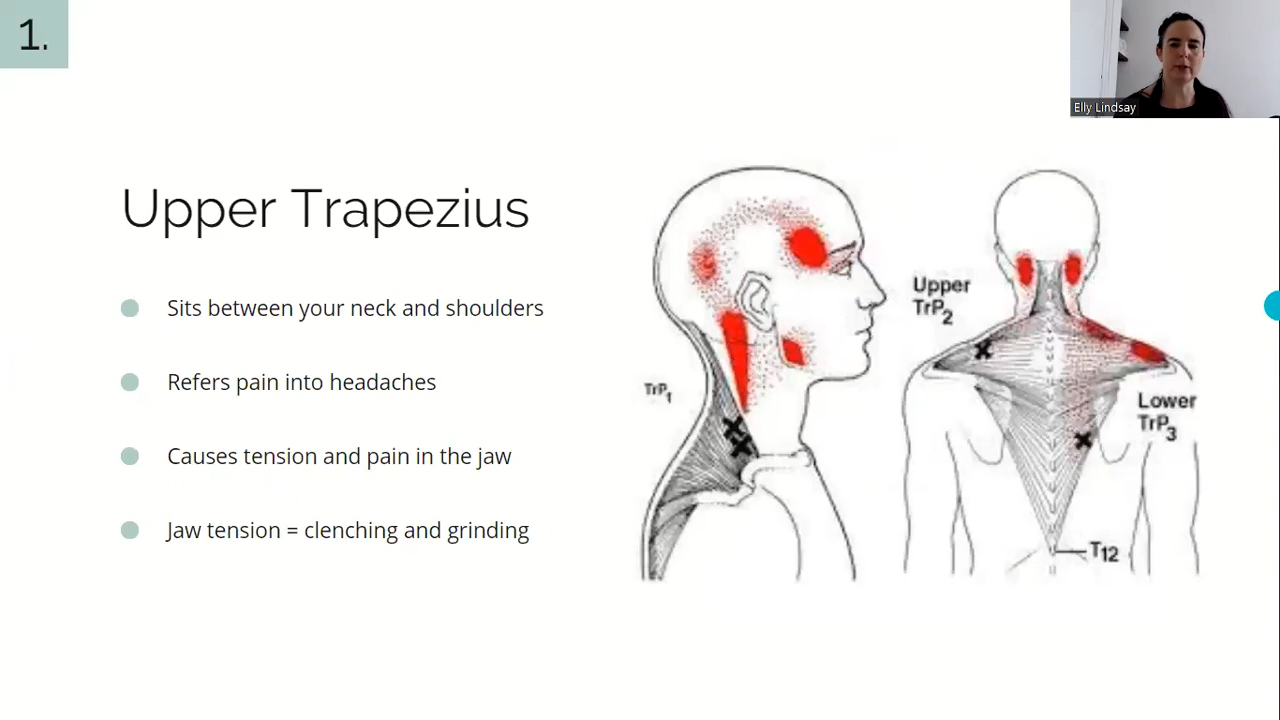 1.
Elly Lindsay
Upper Trapezius
Sits between your neck and shoulders
Refers pain into headaches
Causes tension and pain in the jaw
Jaw tension = clenching and grinding
TrP1
Upper
TrP2
Lower
TrP3
T12